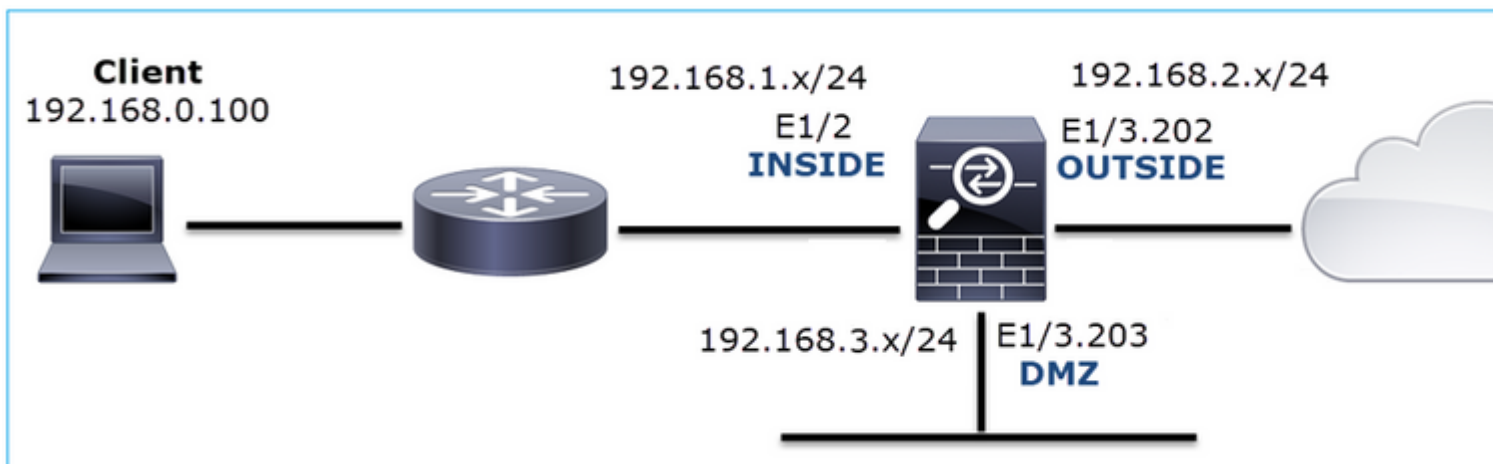 Client
192.168.0.100
192.168.1.x/24
E1/2
INSIDE
192.168.2.x/24
E1/3.202
OUTSIDE
192.168.3.x/24
E1/3.203
DMZ